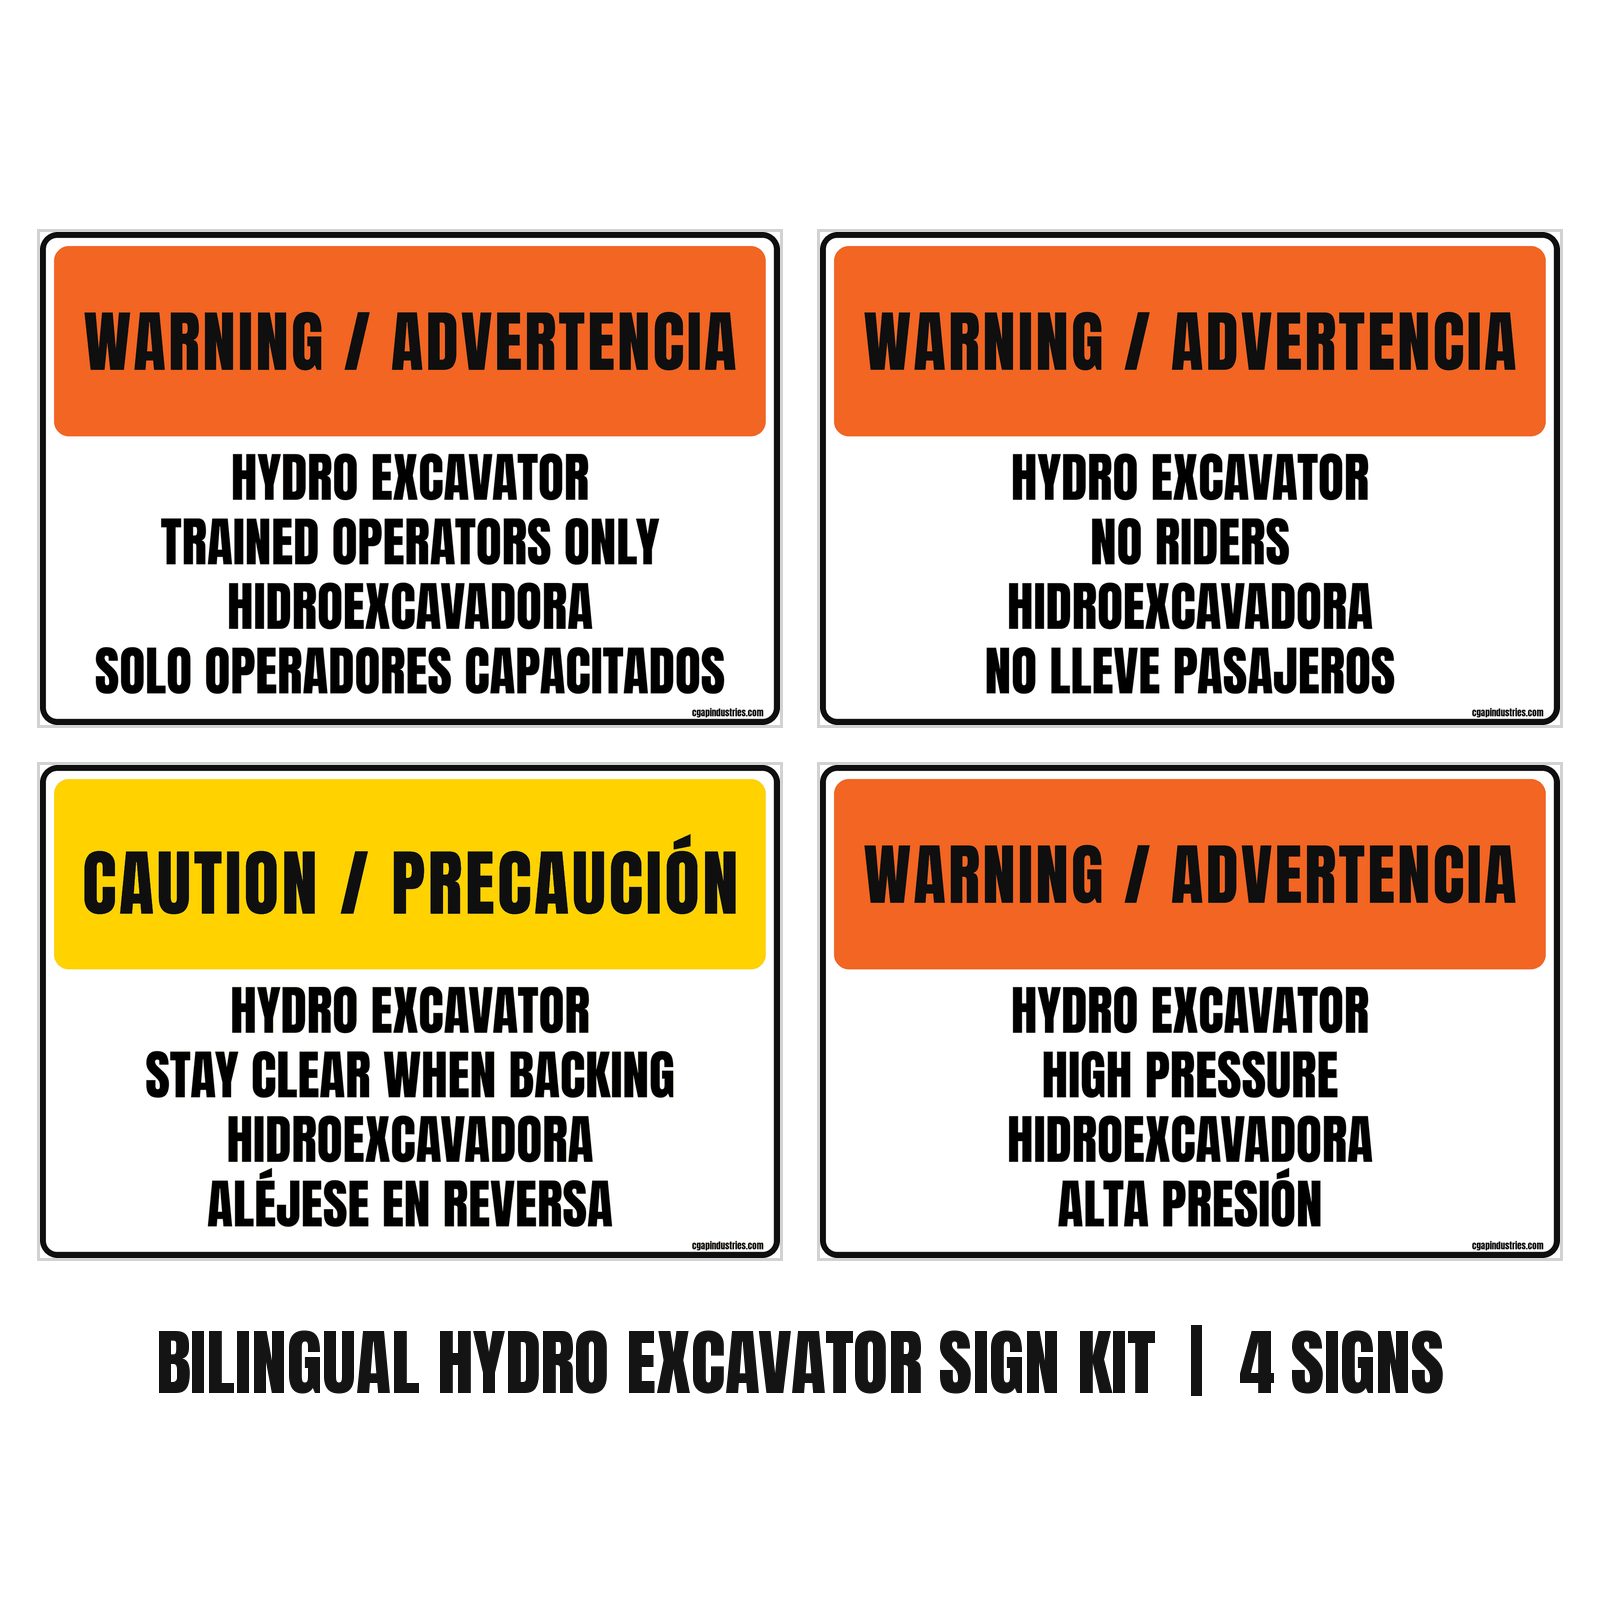 WARNING / ADVERTENCIA
HYDRO EXCAVATOR
TRAINED OPERATORS ONLY
HIDROEXCAVADORA
SOLO OPERADORES CAPACITADOS
cgapindustries.com
WARNING / ADVERTENCIA
HYDRO EXCAVATOR
NO RIDERS
HIDROEXCAVADORA
NO LLEVE PASAJEROS
cgapindustries.com
CAUTION / PRECAUCIÓN
HYDRO EXCAVATOR
STAY CLEAR WHEN BACKING
HIDROEXCAVADORA
ALÉJESE EN REVERSA
cgapindustries.com
WARNING / ADVERTENCIA
HYDRO EXCAVATOR
HIGH PRESSURE
HIDROEXCAVADORA
ALTA PRESIÓN
cgapindustries.com
BILINGUAL HYDRO EXCAVATOR SIGN KIT | 4 SIGNS